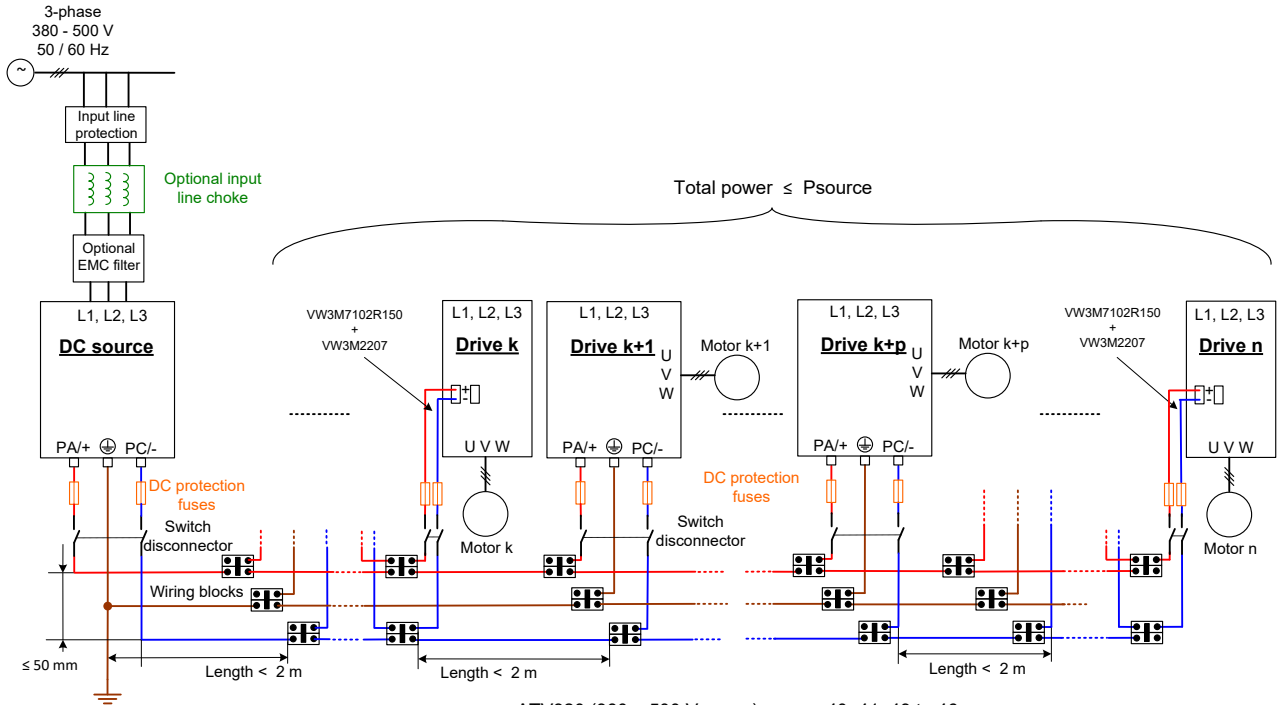 3-phase
380 - 500 V
50 / 60 Hz
~
Input line
protection
Optional input
line choke
Optional
EMC filter
Total power ≤ Psource
L1, L2, L3
DC source
PA/+
PC/-
VW3M7102R150
+
VW3M2207
L1, L2, L3
Drive k
+
-
U V W
Motor k
L1, L2, L3
Drive k+1
U
V
W
Motor k+1
PA/+
PC/-
L1, L2, L3
Drive k+p
U
V
W
Motor k+p
PA/+
PC/-
VW3M7102R150
+
VW3M2207
L1, L2, L3
Drive n
+
-
U V W
Motor n
DC protection
fuses
Switch
disconnector
DC protection
fuses
Switch
disconnector
Wiring blocks
≤ 50 mm
Length < 2 m
Length < 2 m
Length < 2 m